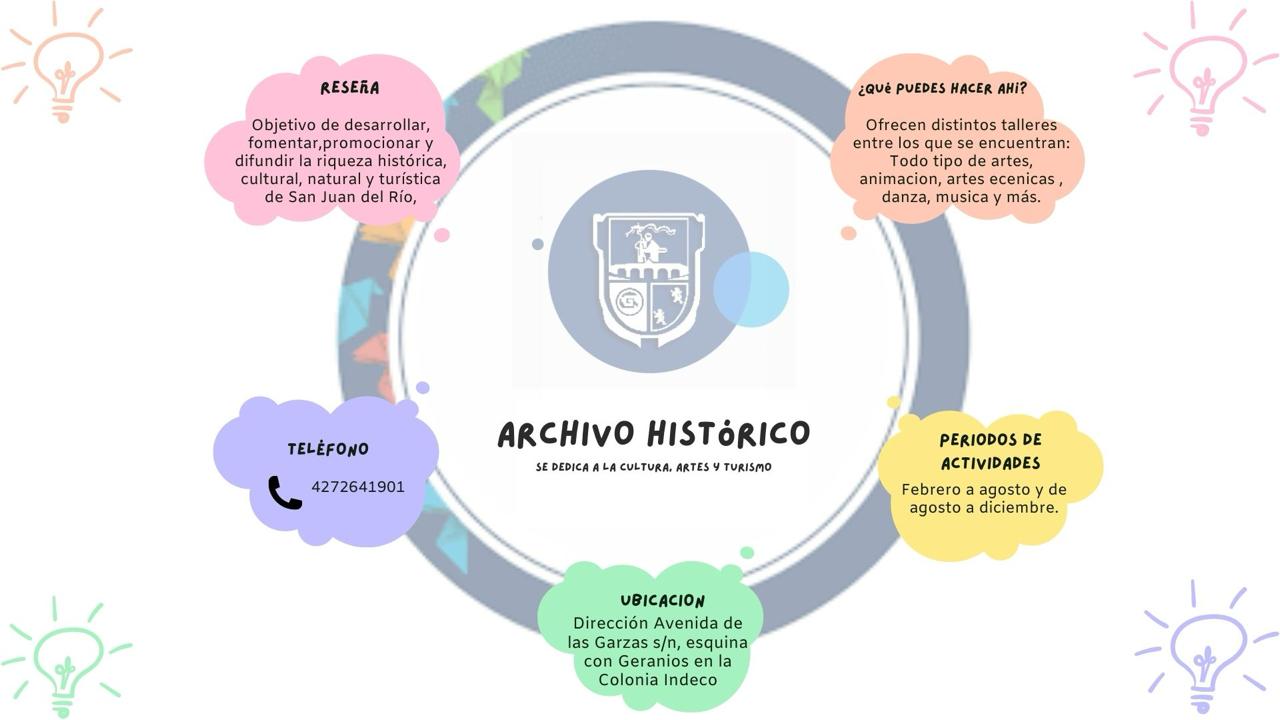 RESEÑA
Objetivo de desarrollar,
fomentar,promocionar y
difundir la riqueza histórica,
cultural, natural y turística
de San Juan del Río,
¿QUÉ PUEDES HACER AHÍ?
Ofrecen distintos talleres
entre los que se encuentran:
Todo tipo de artes,
animacion, artes ecenicas ,
danza, musica y más.
ARCHIVO HISTÓRICO
SE DEDICA A LA CULTURA, ARTES Y TURISMO
TELÉFONO
4272641901
PERIODOS DE
ACTIVIDADES
Febrero a agosto y de
agosto a diciembre.
UBICACION
Dirección Avenida de
las Garzas s/n, esquina
con Geranios en la
Colonia Indeco